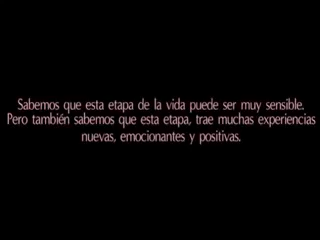 Sabemos que esta etapa de la vida puede ser muy sensible.
Pero también sabemos que esta etapa, trae muchas experiencias
nuevas, emocionantes y positivas.